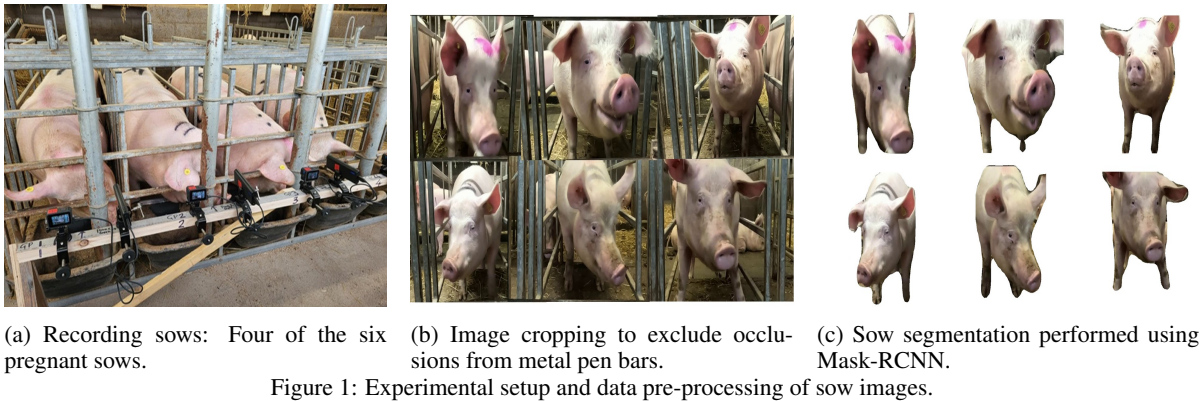 (a) Recording sows: Four of the six
pregnant sows.
(b) Image cropping to exclude occlu-
sions from metal pen bars.
(c) Sow segmentation performed using
Mask-RCNN.
Figure 1: Experimental setup and data pre-processing of sow images.